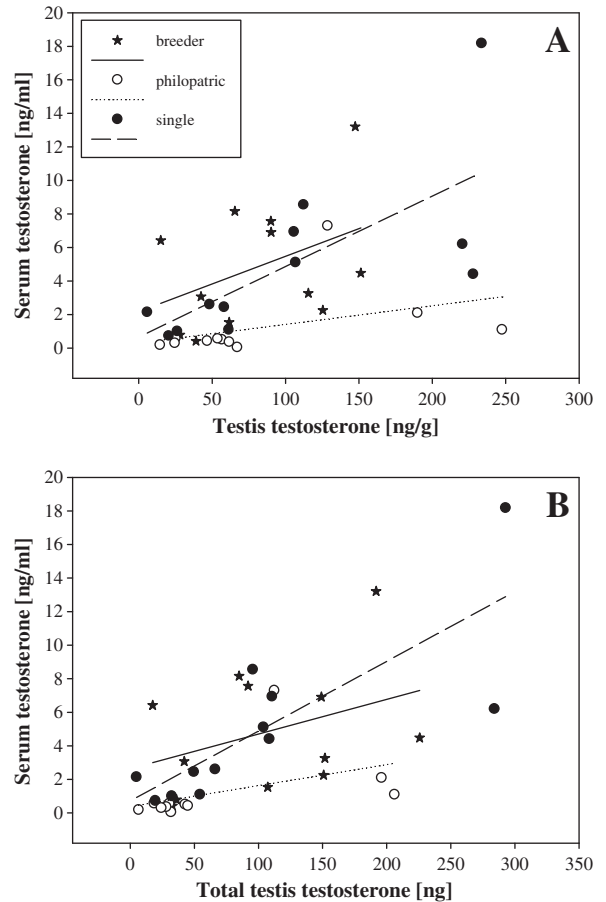 A
breeder
philopatric
single
20
18
16
14
12
10
8
6
4
2
0
Serum testosterone [ng/ml]
0 50 100 150 200 250 300
Testis testosterone [ng/g]
B
20
18
16
14
12
10
8
6
4
2
0
Serum testosterone [ng/ml]
0 50 100 150 200 250 300 350
Total testis testosterone [ng]